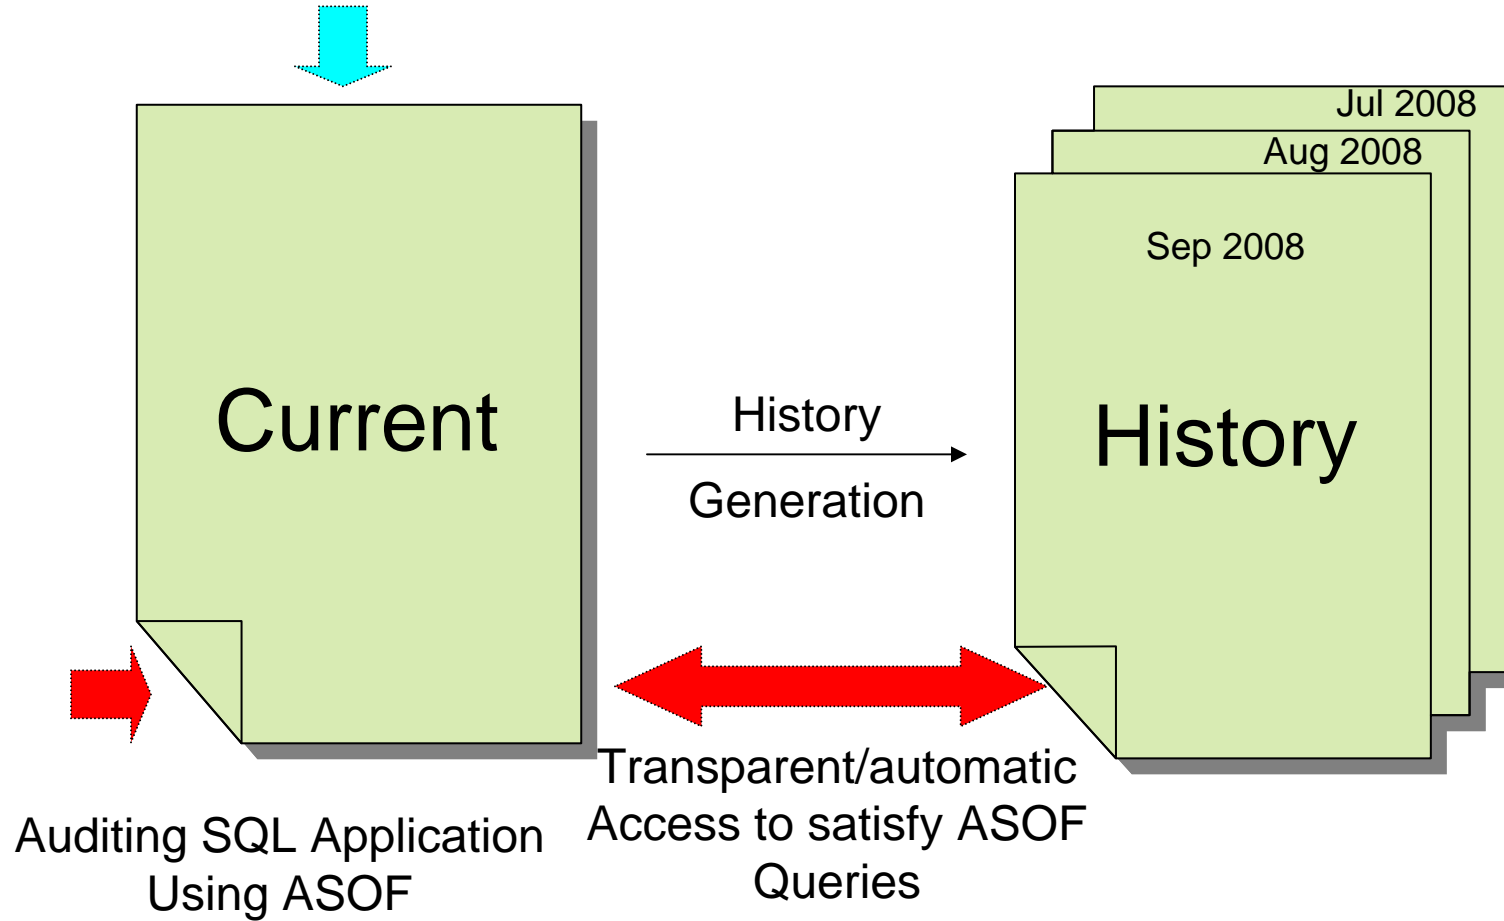 Jul 2008
Aug 2008
Sep 2008
Current
History
Generation
History
Transparent/automatic
Access to satisfy ASOF
Queries
Auditing SQL Application
Using ASOF